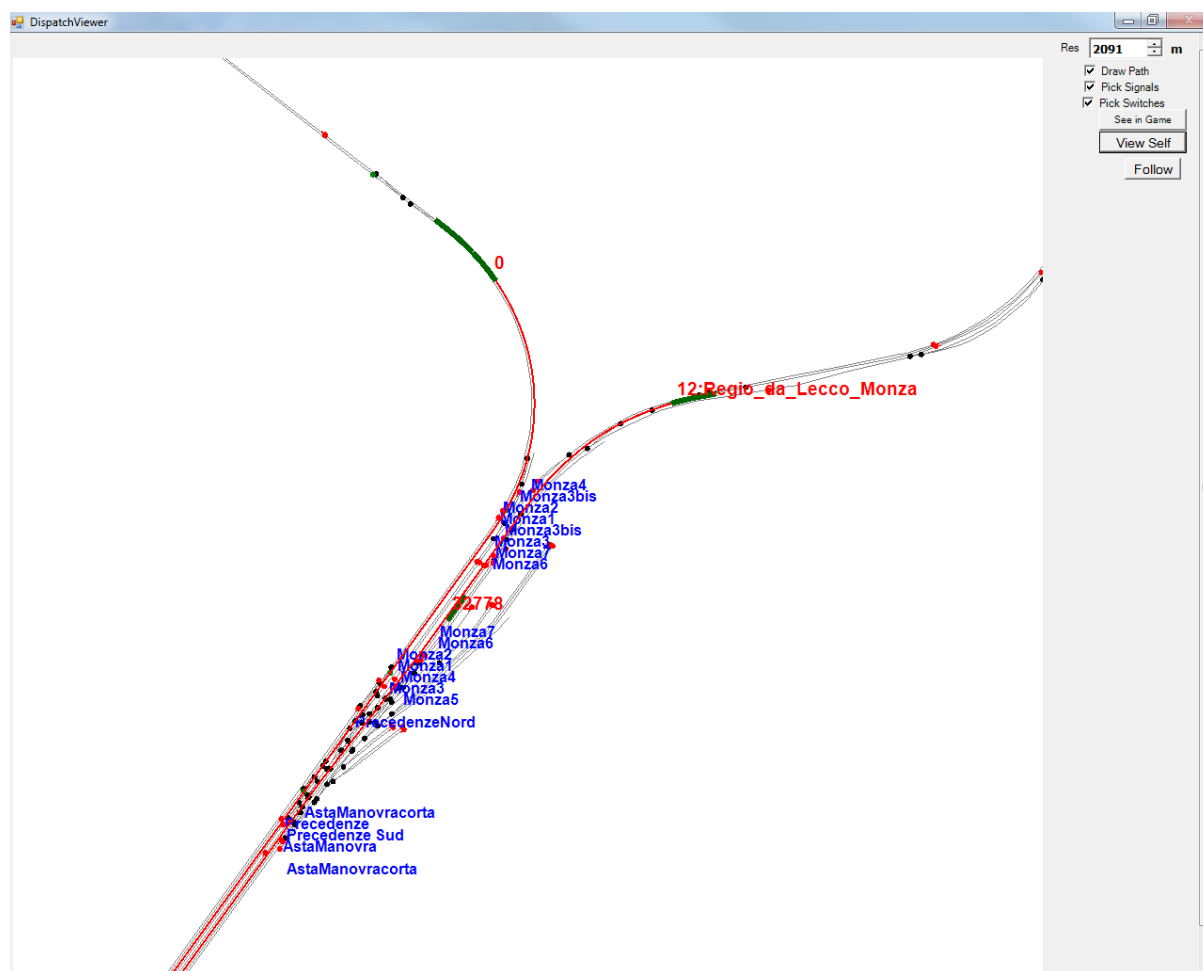 DispatchViewer
Res 2091 m
Draw Path
Pick Signals
Pick Switches
See in Game
View Self
Follow
0
12:Regio_da_Lecco_Monza
Monza4
Monza3bis
Monza2
Monza1
Monza3bis
Monza3
Monza7
Monza6
22778
Monza7
Monza6
Monza2
Monza1
Monza4
Monza3
Monza5
PrecedenzeNord
AstaManovracorta
Precedenze
Precedenze Sud
AstaManovra
AstaManovracorta